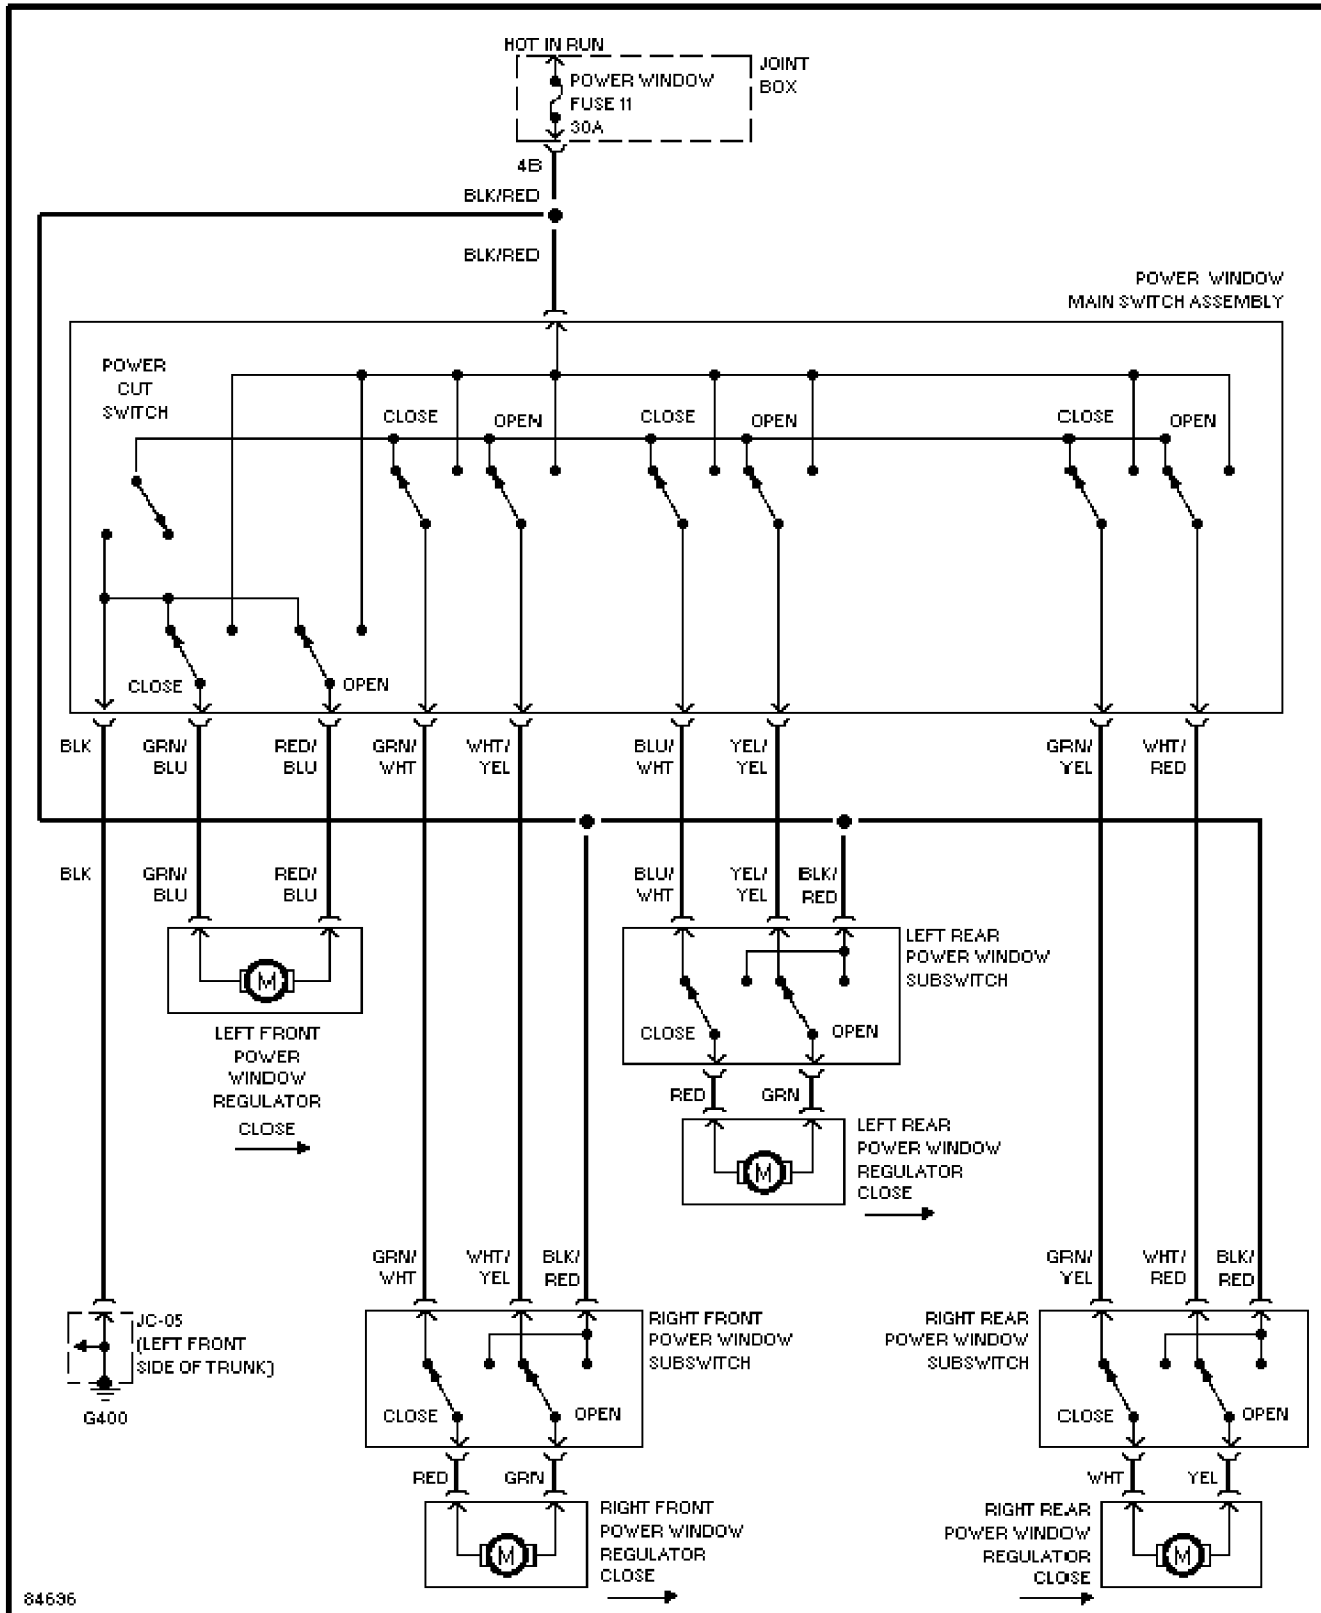 HOT IN RUN
JOINT
BOX
POWER WINDOW
FUSE 11
30A
4B
BLK/RED
BLK/RED
POWER WINDOW
MAIN SWITCH ASSEMBLY
POWER
CUT
SWITCH
CLOSE
OPEN
CLOSE
OPEN
CLOSE
OPEN
CLOSE
OPEN
BLK
GRN/
BLU
RED/
BLU
GRN/
WHT
WHT/
YEL
BLU/
WHT
YEL/
YEL
GRN/
YEL
WHT/
RED
BLK
GRN/
BLU
RED/
BLU
BLU/
WHT
YEL/
YEL
BLK/
RED
LEFT REAR
POWER WINDOW
SUBSWITCH
M
CLOSE
OPEN
LEFT FRONT
POWER
WINDOW
REGULATOR
CLOSE
RED
GRN
LEFT REAR
POWER WINDOW
REGULATOR
CLOSE
M
GRN/
WHT
WHT/
YEL
BLK/
RED
GRN/
YEL
WHT/
RED
BLK/
RED
JC-05
(LEFT FRONT
SIDE OF TRUNK)
G400
RIGHT FRONT
POWER WINDOW
SUBSWITCH
RIGHT REAR
POWER WINDOW
SUBSWITCH
CLOSE
OPEN
CLOSE
OPEN
RED
GRN
WHT
YEL
RIGHT FRONT
POWER WINDOW
REGULATOR
CLOSE
M
RIGHT REAR
POWER WINDOW
REGULATOR
CLOSE
M
84696